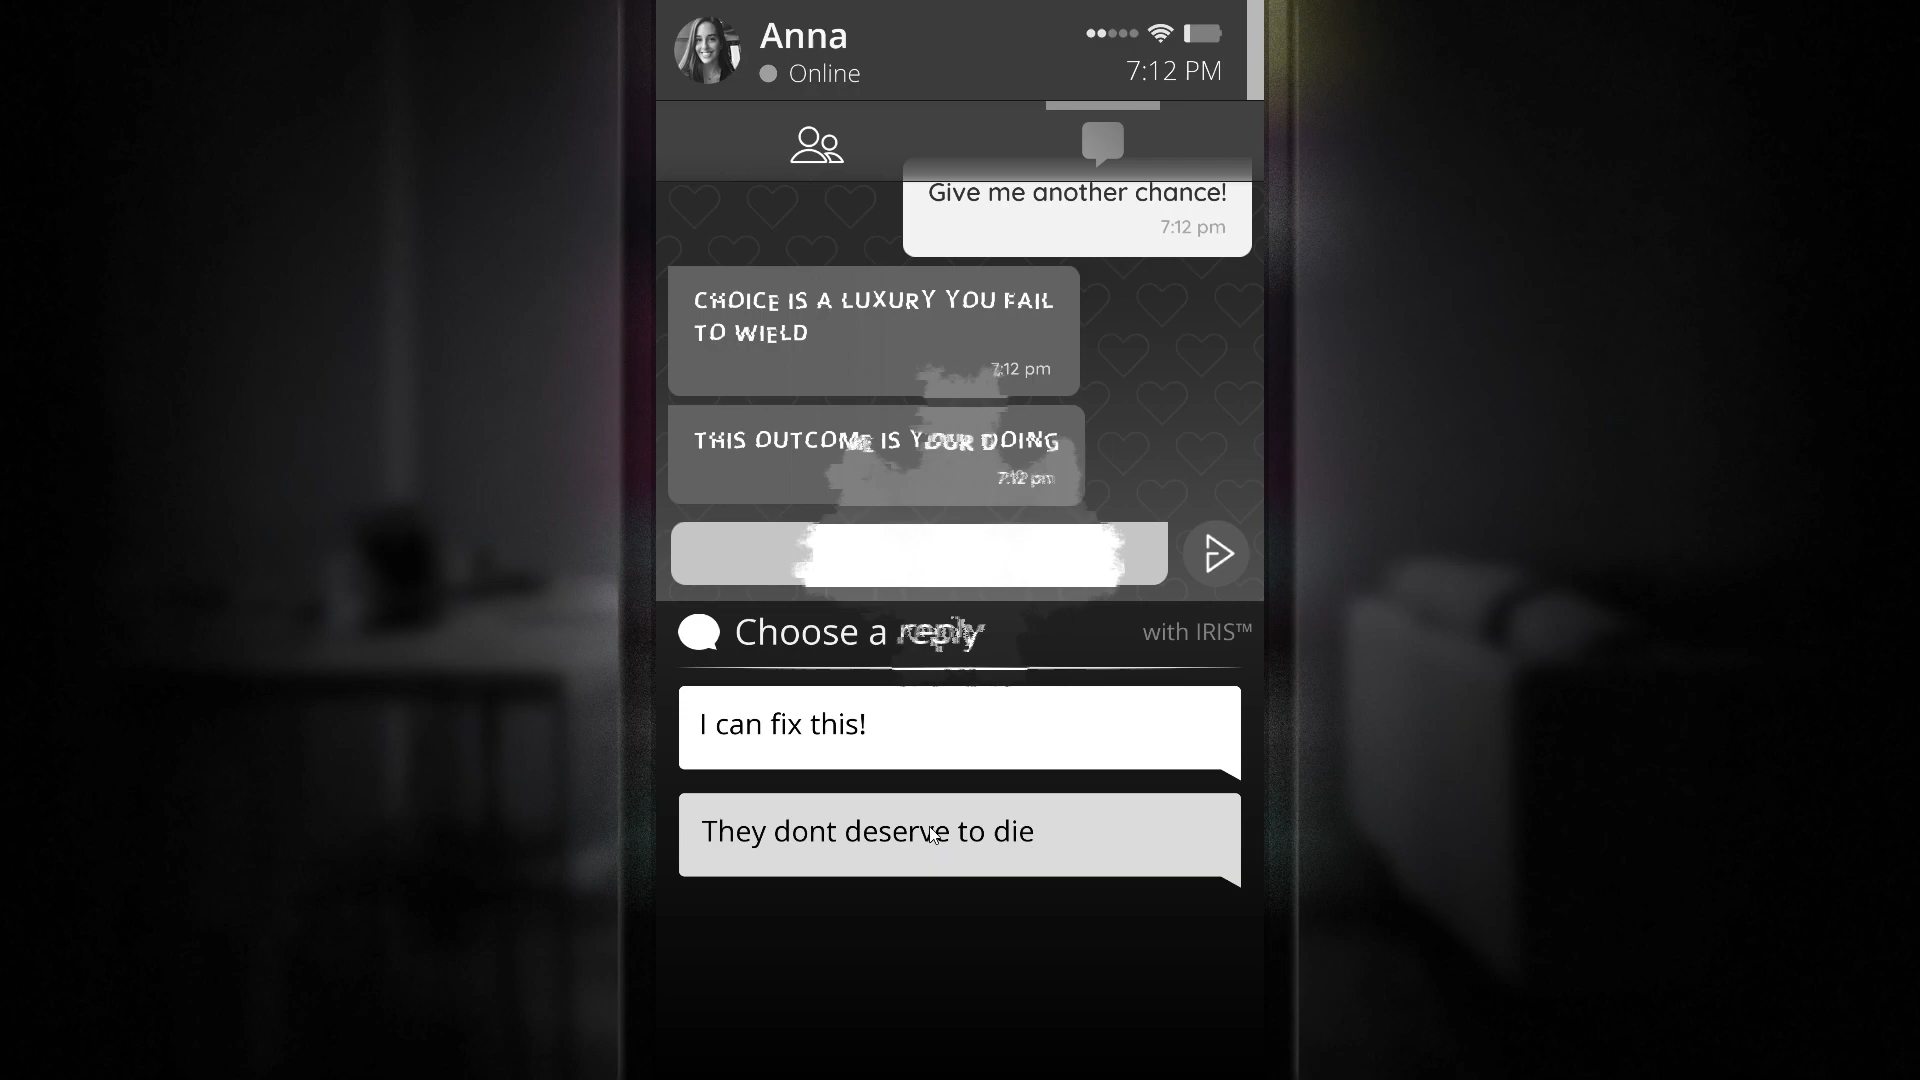 Anna
Online
7:12 PM
Give me another chance!
7:12 pm
CHOICE IS A LUXURY YOU FAIL
TO WIELD
7:12 pm
THIS OUTCOME IS YOUR DOING
7:12 pm
Choose a reply
with IRIS™
I can fix this!
They dont deserve to die